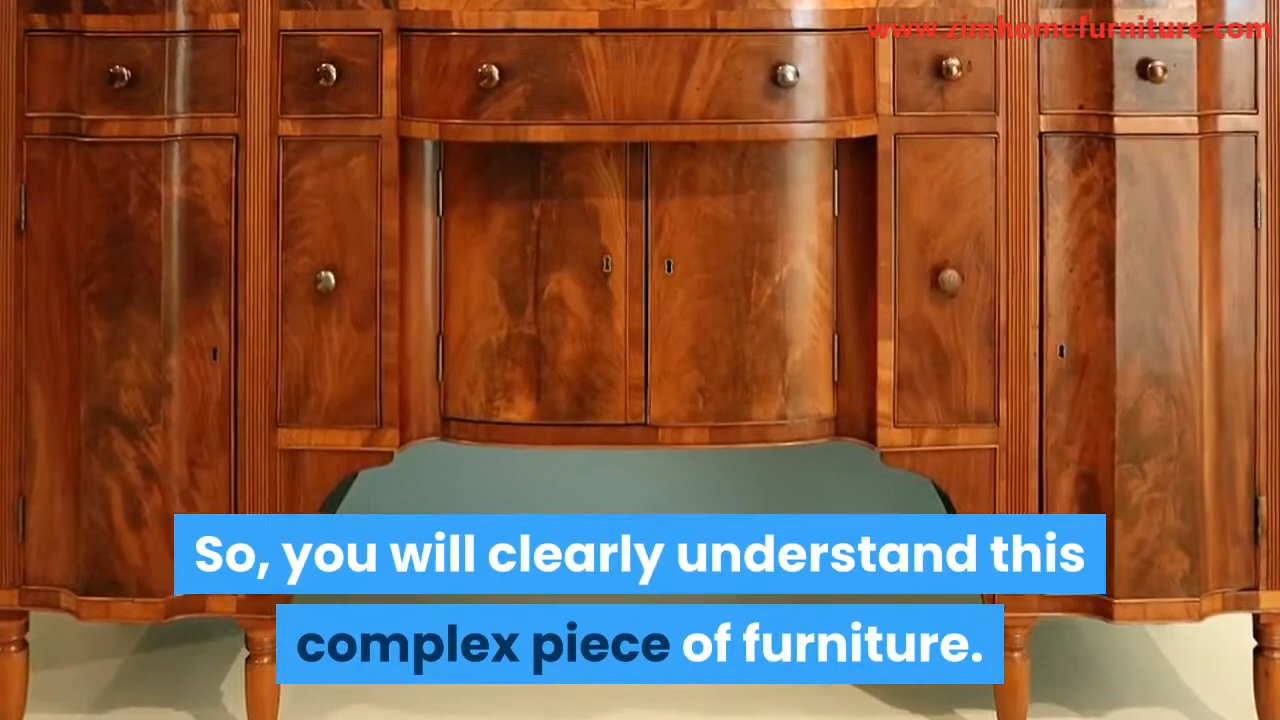 www.zimhomefurniture.com
So, you will clearly understand this
complex piece of furniture.